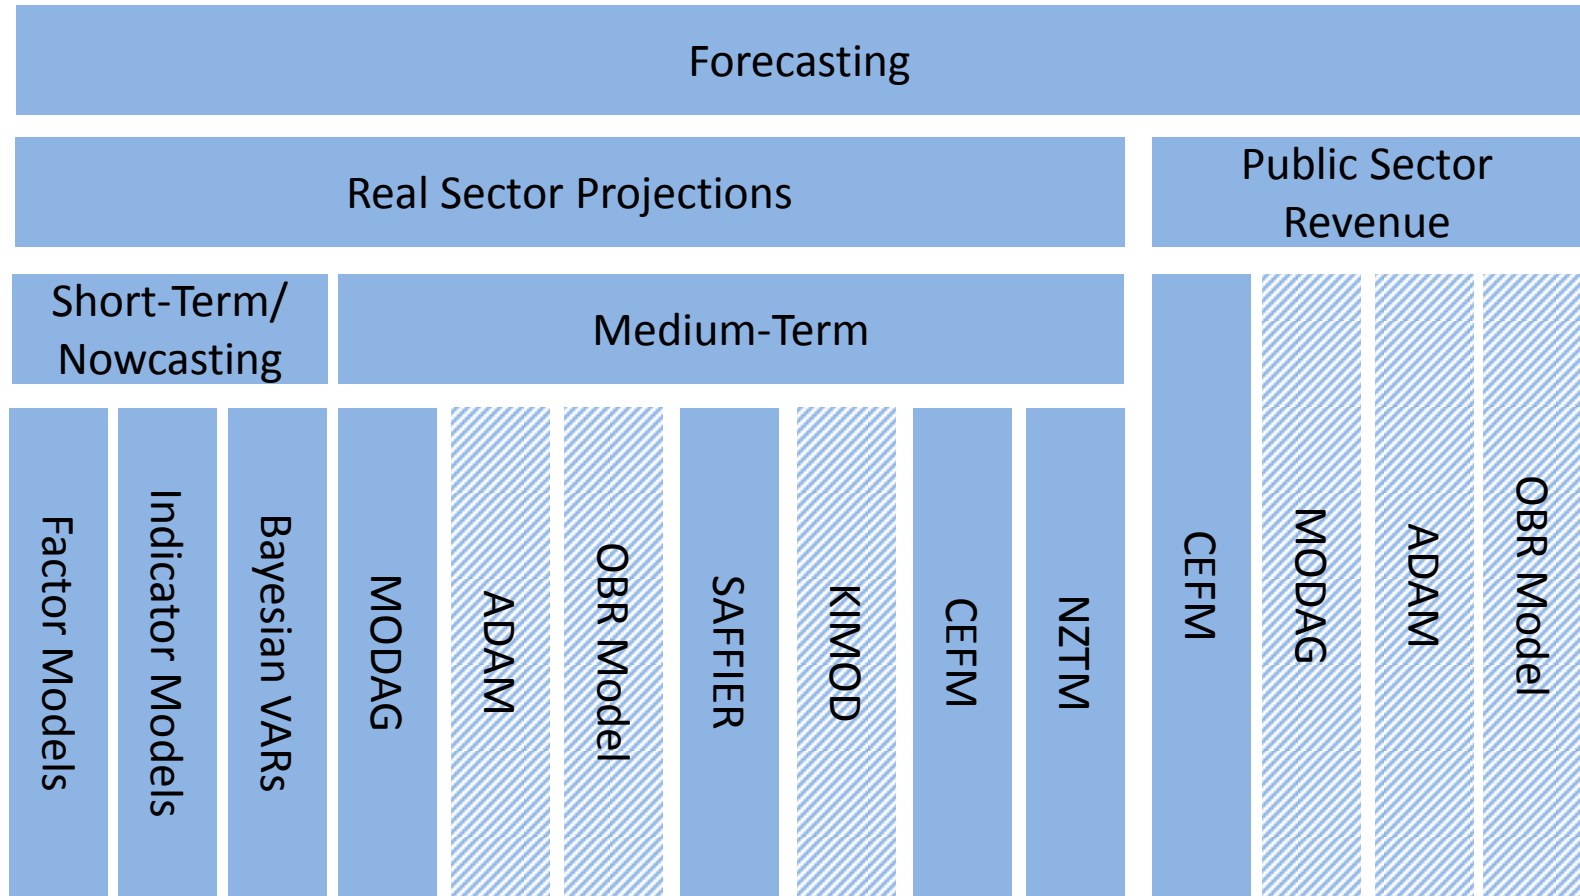 Forecasting
Real Sector Projections
Public Sector
Revenue
Short-Term/
Nowcasting
Medium-Term
Factor Models
Indicator Models
Bayesian VARs
MODAG
ADAM
OBR Model
SAFFIER
KIMOD
CEFM
NZTM
CEFM
MODAG
ADAM
OBR Model